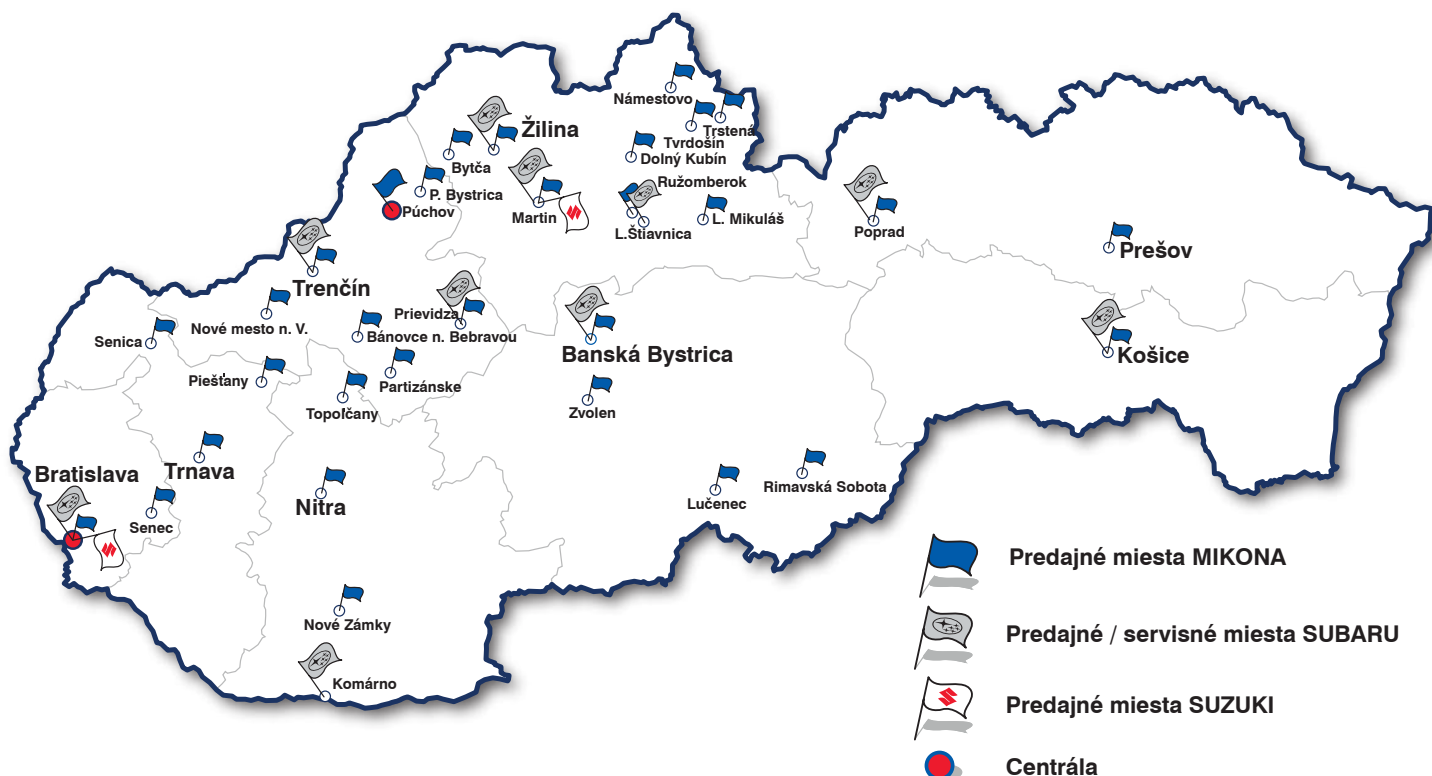 Námestovo
Trstená
Tvrdošín
Dolný Kubín
Žilina
Bytča
P. Bystrica
Púchov
Martin
Ružomberok
L.Štiavnica
L. Mikuláš
Poprad
Prešov
Trenčín
Nové mesto n. V.
Prievidza
Bánovce n. Bebravou
Senica
Piešťany
Partizánske
Topoľčany
Banská Bystrica
Zvolen
Košice
Bratislava
Trnava
Senec
Nitra
Lučenec
Rimavská Sobota
Nové Zámky
Komárno
Predajné miesta MIKONA
Predajné / servisné miesta SUBARU
Predajné miesta SUZUKI
Centrála